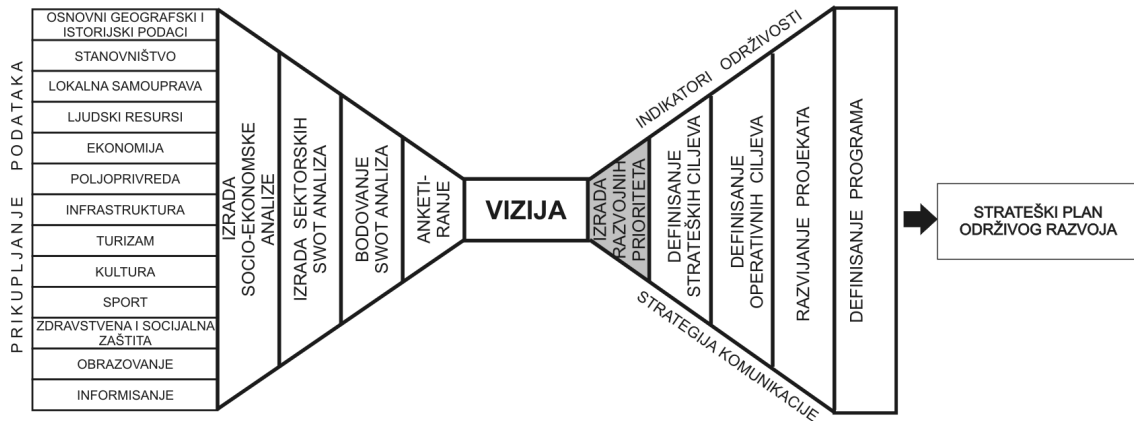 PRIKUPLJANJE PODATAKA
OSNOVNI GEOGRAFSKI I
ISTORIJSKI PODACI
STANOVNIŠTVO
LOKALNA SAMOUPRAVA
LJUDSKI RESURSI
EKONOMIJA
POLJOPRIVREDA
INFRASTRUKTURA
TURIZAM
KULTURA
SPORT
ZDRAVSTVENA I SOCIJALNA
ZAŠTITA
OBRAZOVANJE
INFORMISANJE
IZRADA
SOCIO-EKONOMSKE
ANALIZE
IZRADA SEKTORSKIH
SWOT ANALIZA
BODOVANJE
SWOT ANALIZA
ANKETI-
RANJE
VIZIJA
INDIKATORI ODRŽIVOSTI
IZRADA
RAZVOJNIH
PRIORITETA
DEFINISANJE
STRATEŠKIH CILJEVA
DEFINISANJE
OPERATIVNIH CILJEVA
RAZVIJANJE PROJEKATA
DEFINISANJE PROGRAMA
STRATEGIJA KOMUNIKACIJE
STRATEŠKI PLAN
ODRŽIVOG RAZVOJA